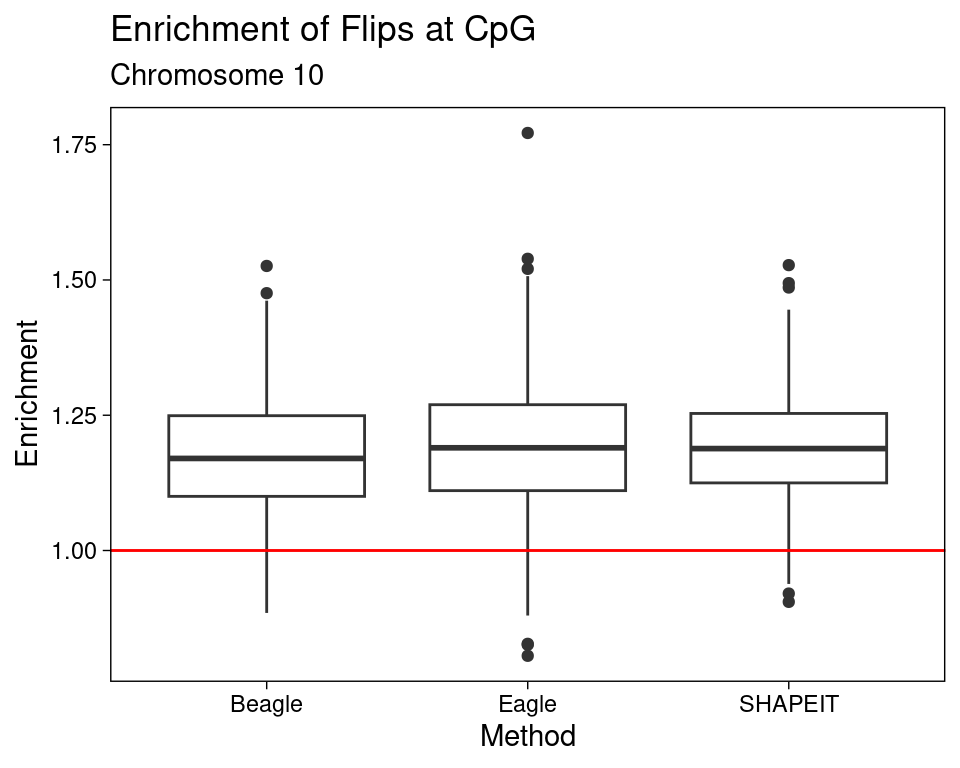 Enrichment of Flips at CpG
Chromosome 10
1.75
1.50
1.25
1.00
Enrichment
Beagle Eagle SHAPEIT
Method